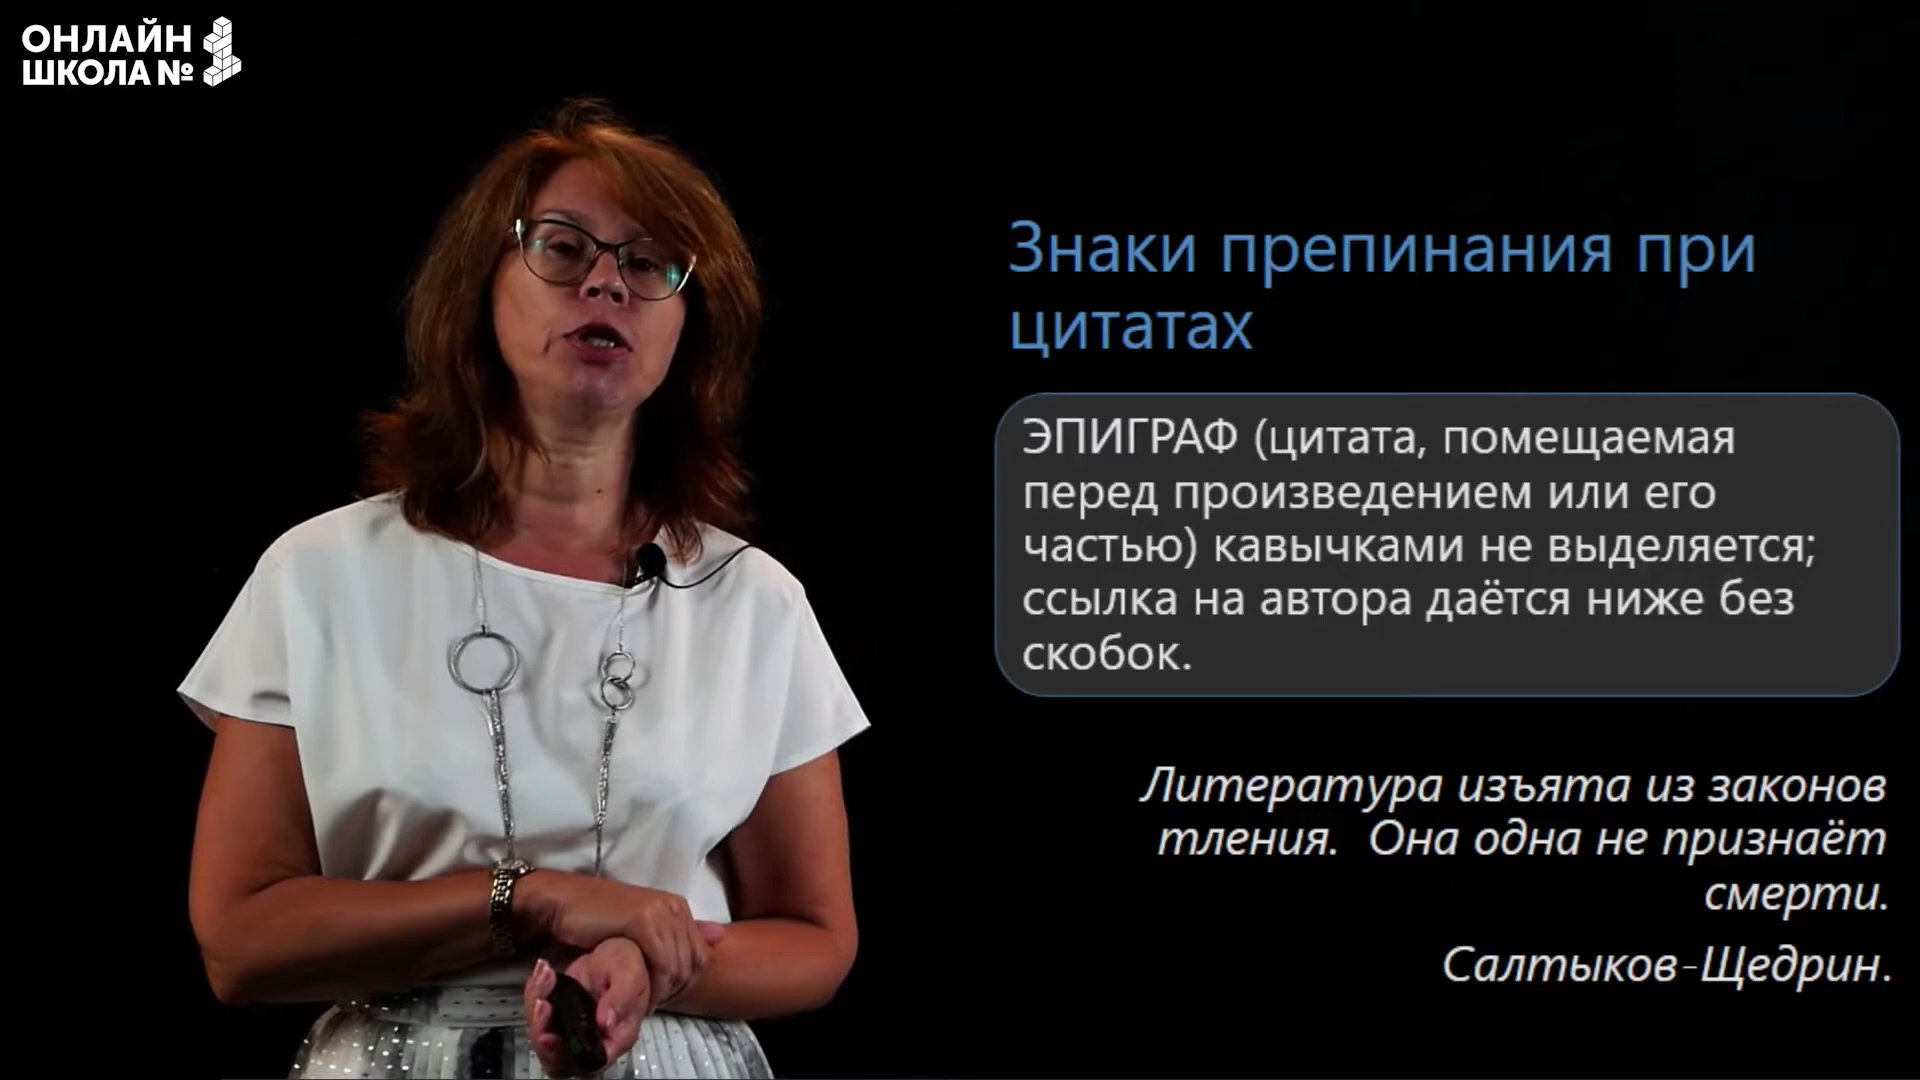 ОНЛАЙН
ШКОЛА №
Знаки препинания при
цитатах
ЭПИГРАФ (цитата, помещаемая
перед произведением или его
частью) кавычками не выделяется;
ссылка на автора даётся ниже без
скобок.
Литература изъята из законов
тления.  Она одна не признаёт
смерти.
Салтыков-Щедрин.